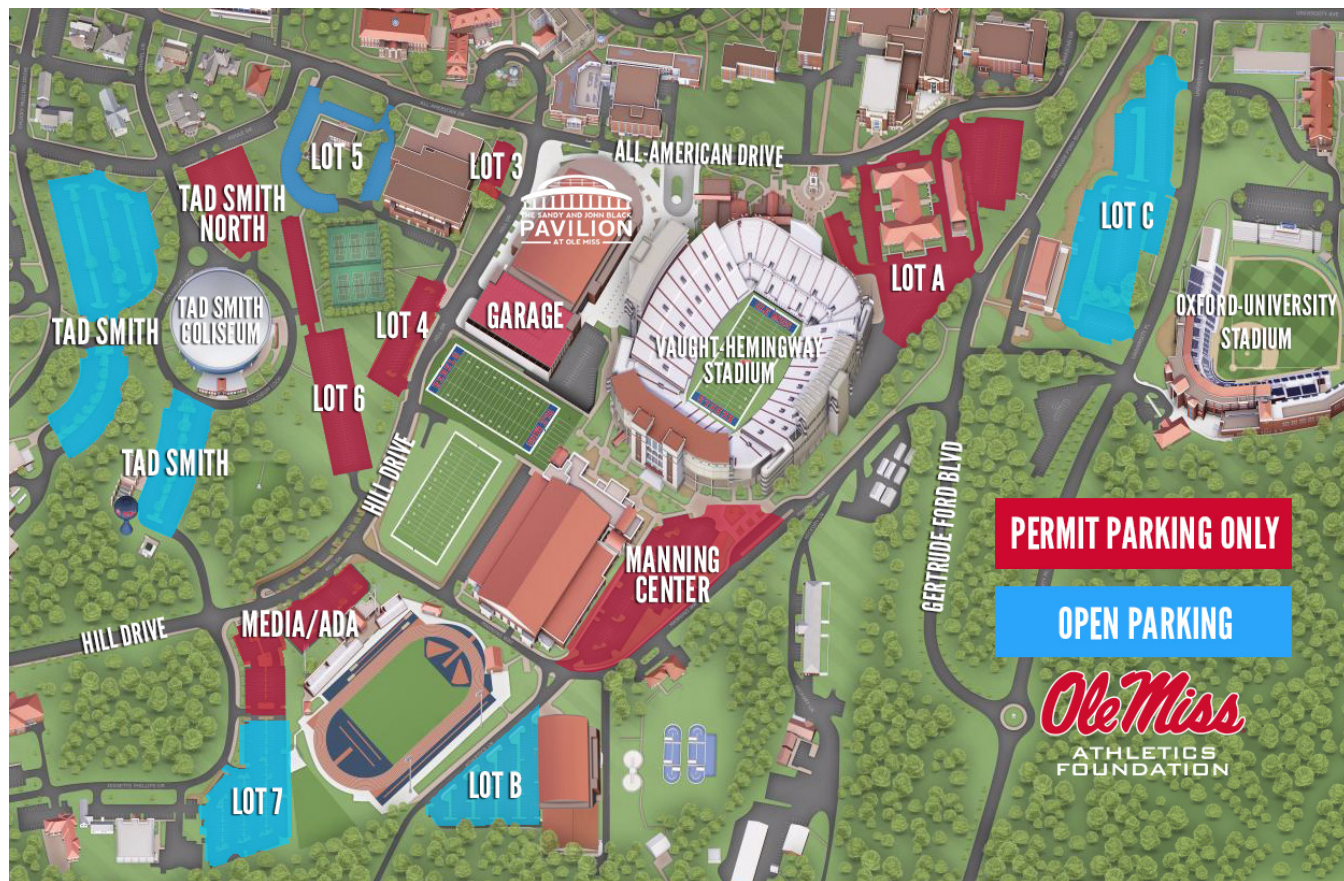 LOT 5
ALL-AMERICAN DRIVE
LOT 3
TAD SMITH
NORTH
THE SANDY AND JOHN BLACK
PAVILION
AT OLE MISS
LOT C
LOT A
TAD SMITH
TAD SMITH
COLISEUM
LOT 4
GARAGE
VAUGHT-HEMINGWAY
STADIUM
OXFORD-UNIVERSITY
STADIUM
LOT 6
TAD SMITH
HILL DRIVE
GERTRUDE FORD BLVD
PERMIT PARKING ONLY
MANNING
CENTER
OPEN PARKING
MEDIA/ADA
HILL DRIVE
Ole Miss
ATHLETICS
FOUNDATION
LOT 7
LOT B